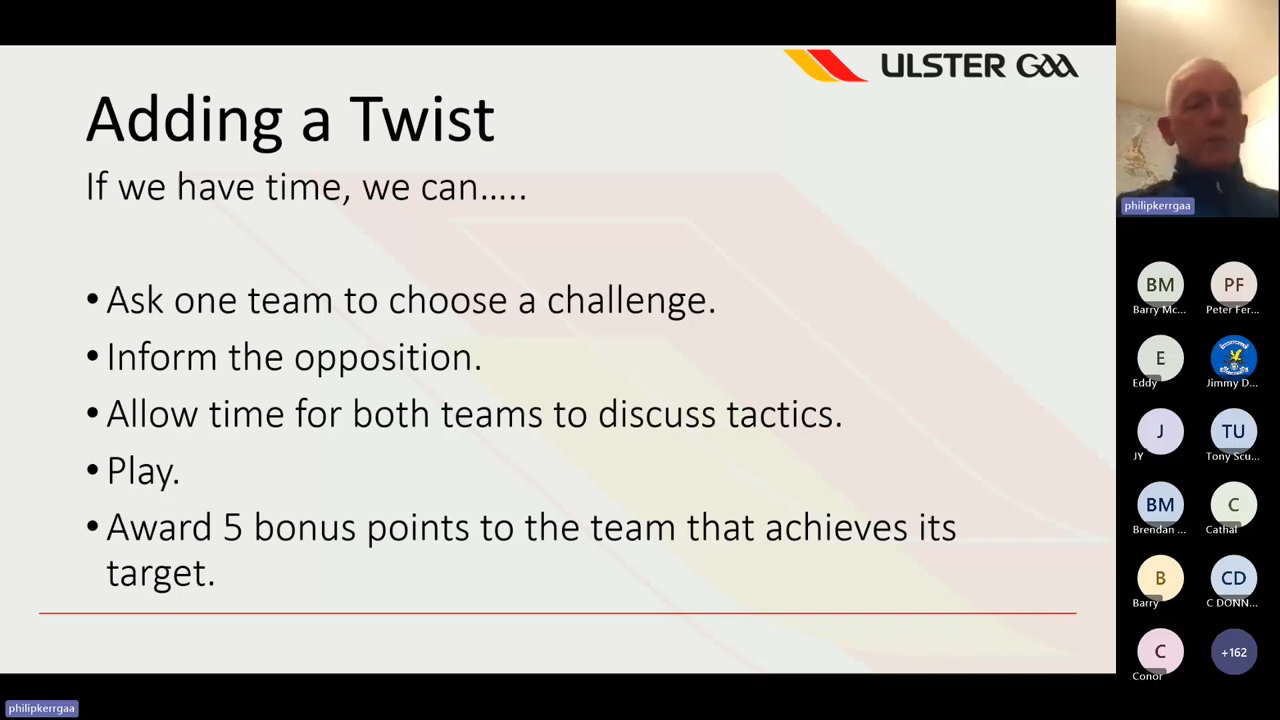 ULSTER GAA
Adding a Twist
If we have time, we can…..
• Ask one team to choose a challenge.
• Inform the opposition.
• Allow time for both teams to discuss tactics.
• Play.
• Award 5 bonus points to the team that achieves its
target.
philipkerrgaa
BM
PF
Barry Mc...
Peter Fer...
E
Eddy
Jimmy D...
J
TU
JY
Tony Scu...
BM
C
Brendan ...
Cathal
B
CD
Barry
C DONN...
C
+162
Conor
philipkerrgaa